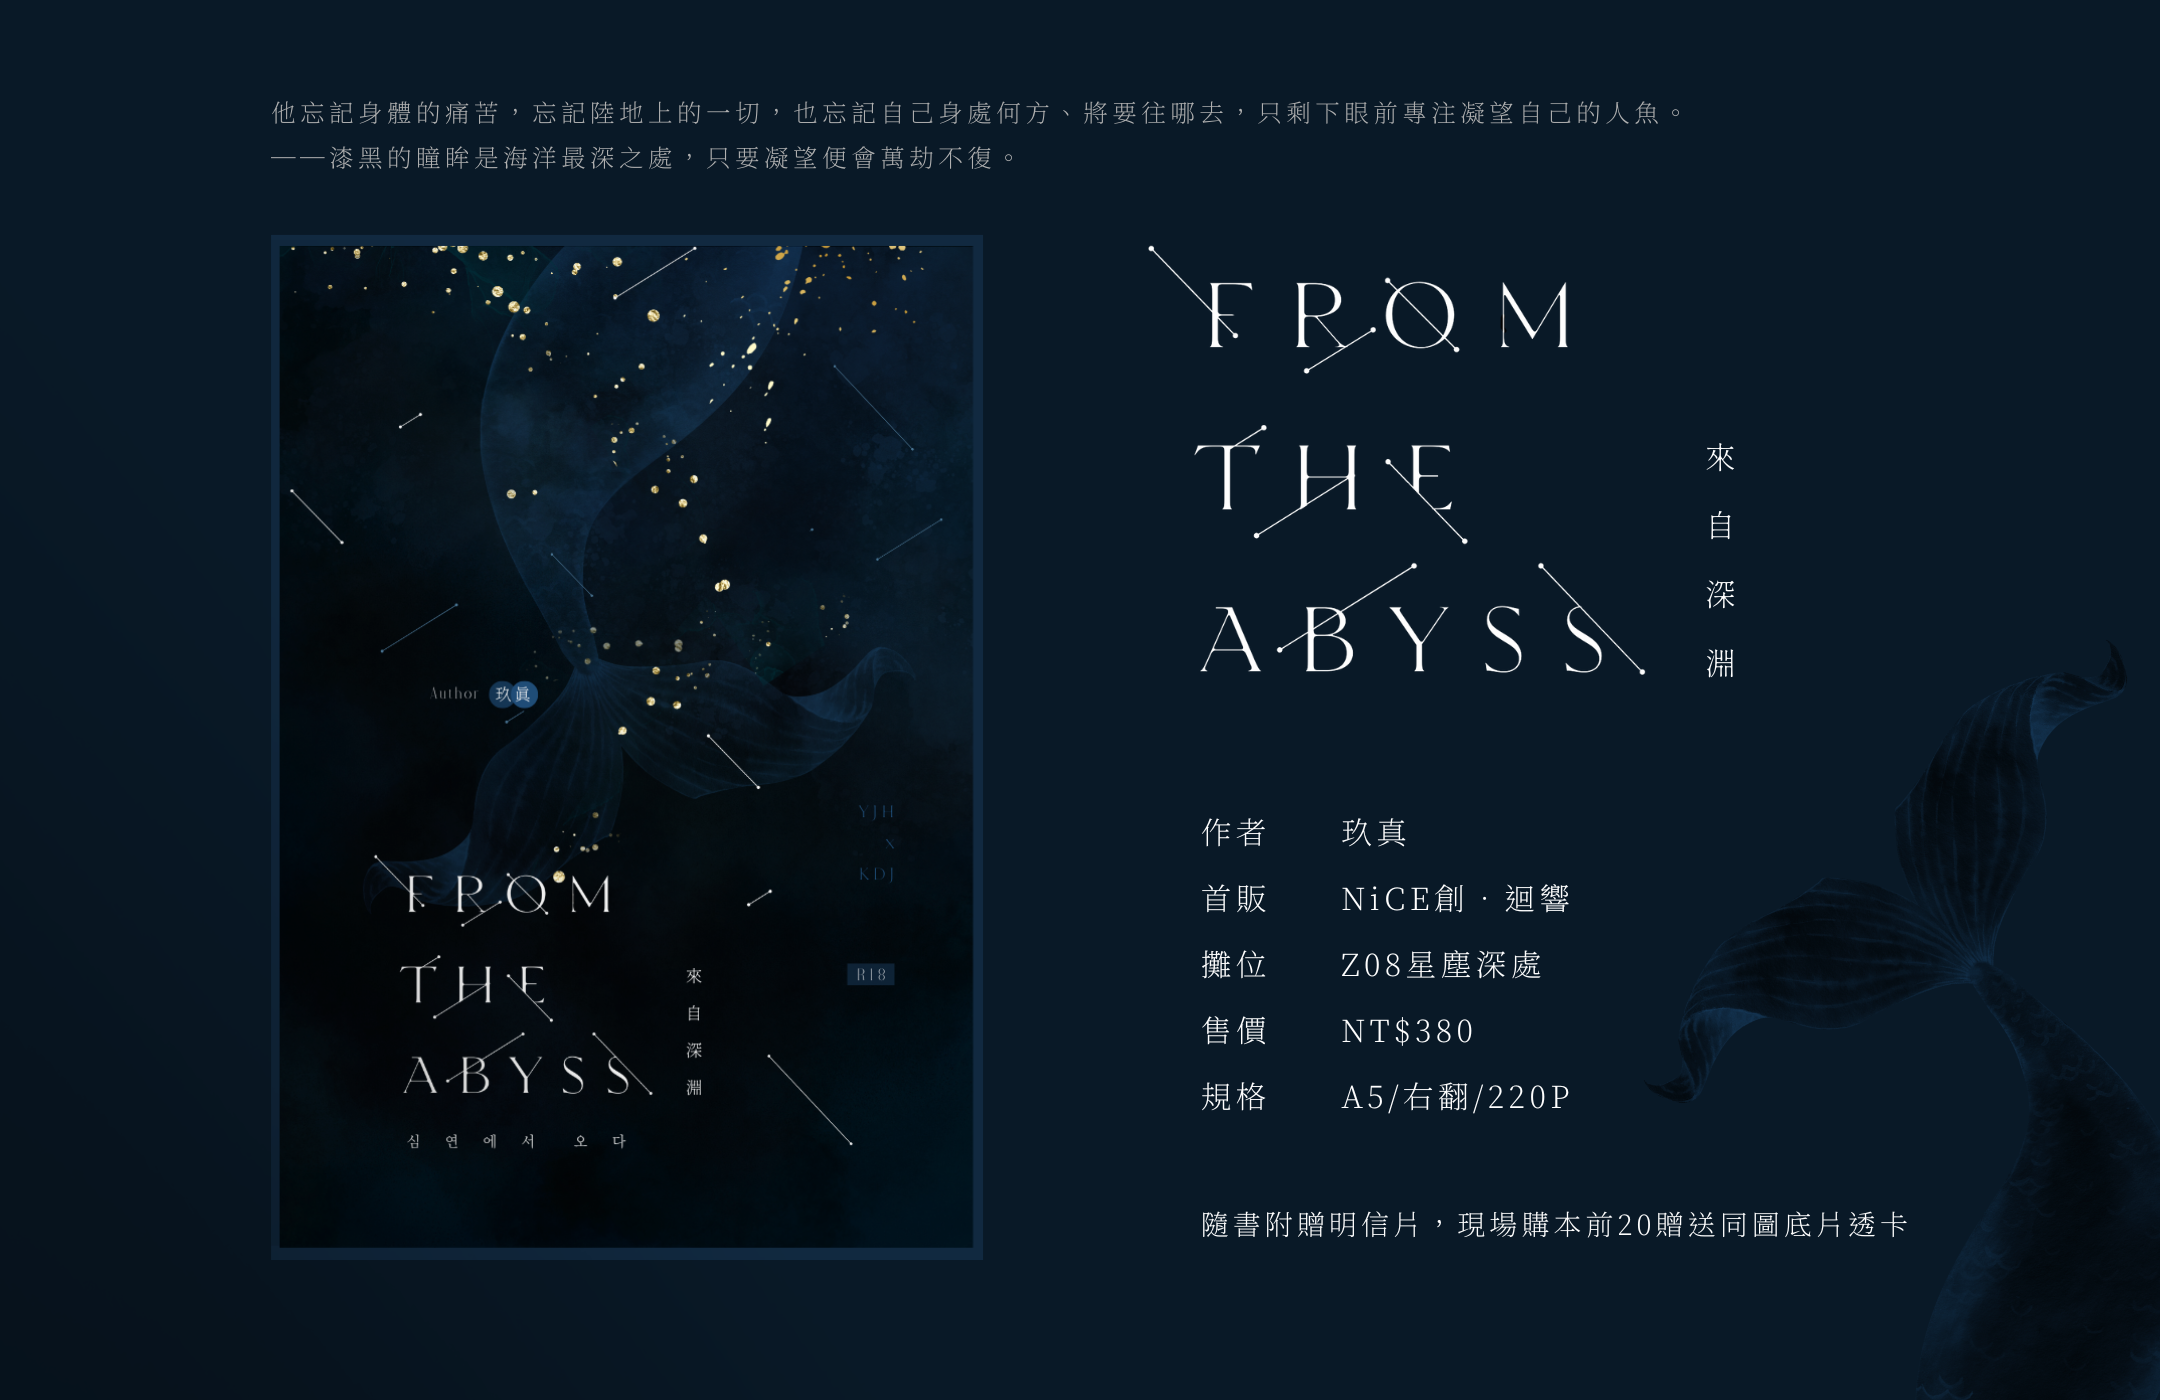 他忘記身體的痛苦，忘記陸地上的一切，也忘記自己身處何方、將要往哪去，只剩下眼前專注凝望自己的人魚。
——漆黑的瞳眸是海洋最深之處，只要凝望便會萬劫不復。
Author 玖真
YJH
x
KDJ
FROM
THE
ABYSS
來自深淵
R18
심연에서 오다
FROM
THE
ABYSS
來自深淵
作者 玖真
首販 NiCE創‧迴響
攤位 Z08星塵深處
售價 NT$380
規格 A5/右翻/220P
隨書附贈明信片，現場購本前20贈送同圖底片透卡